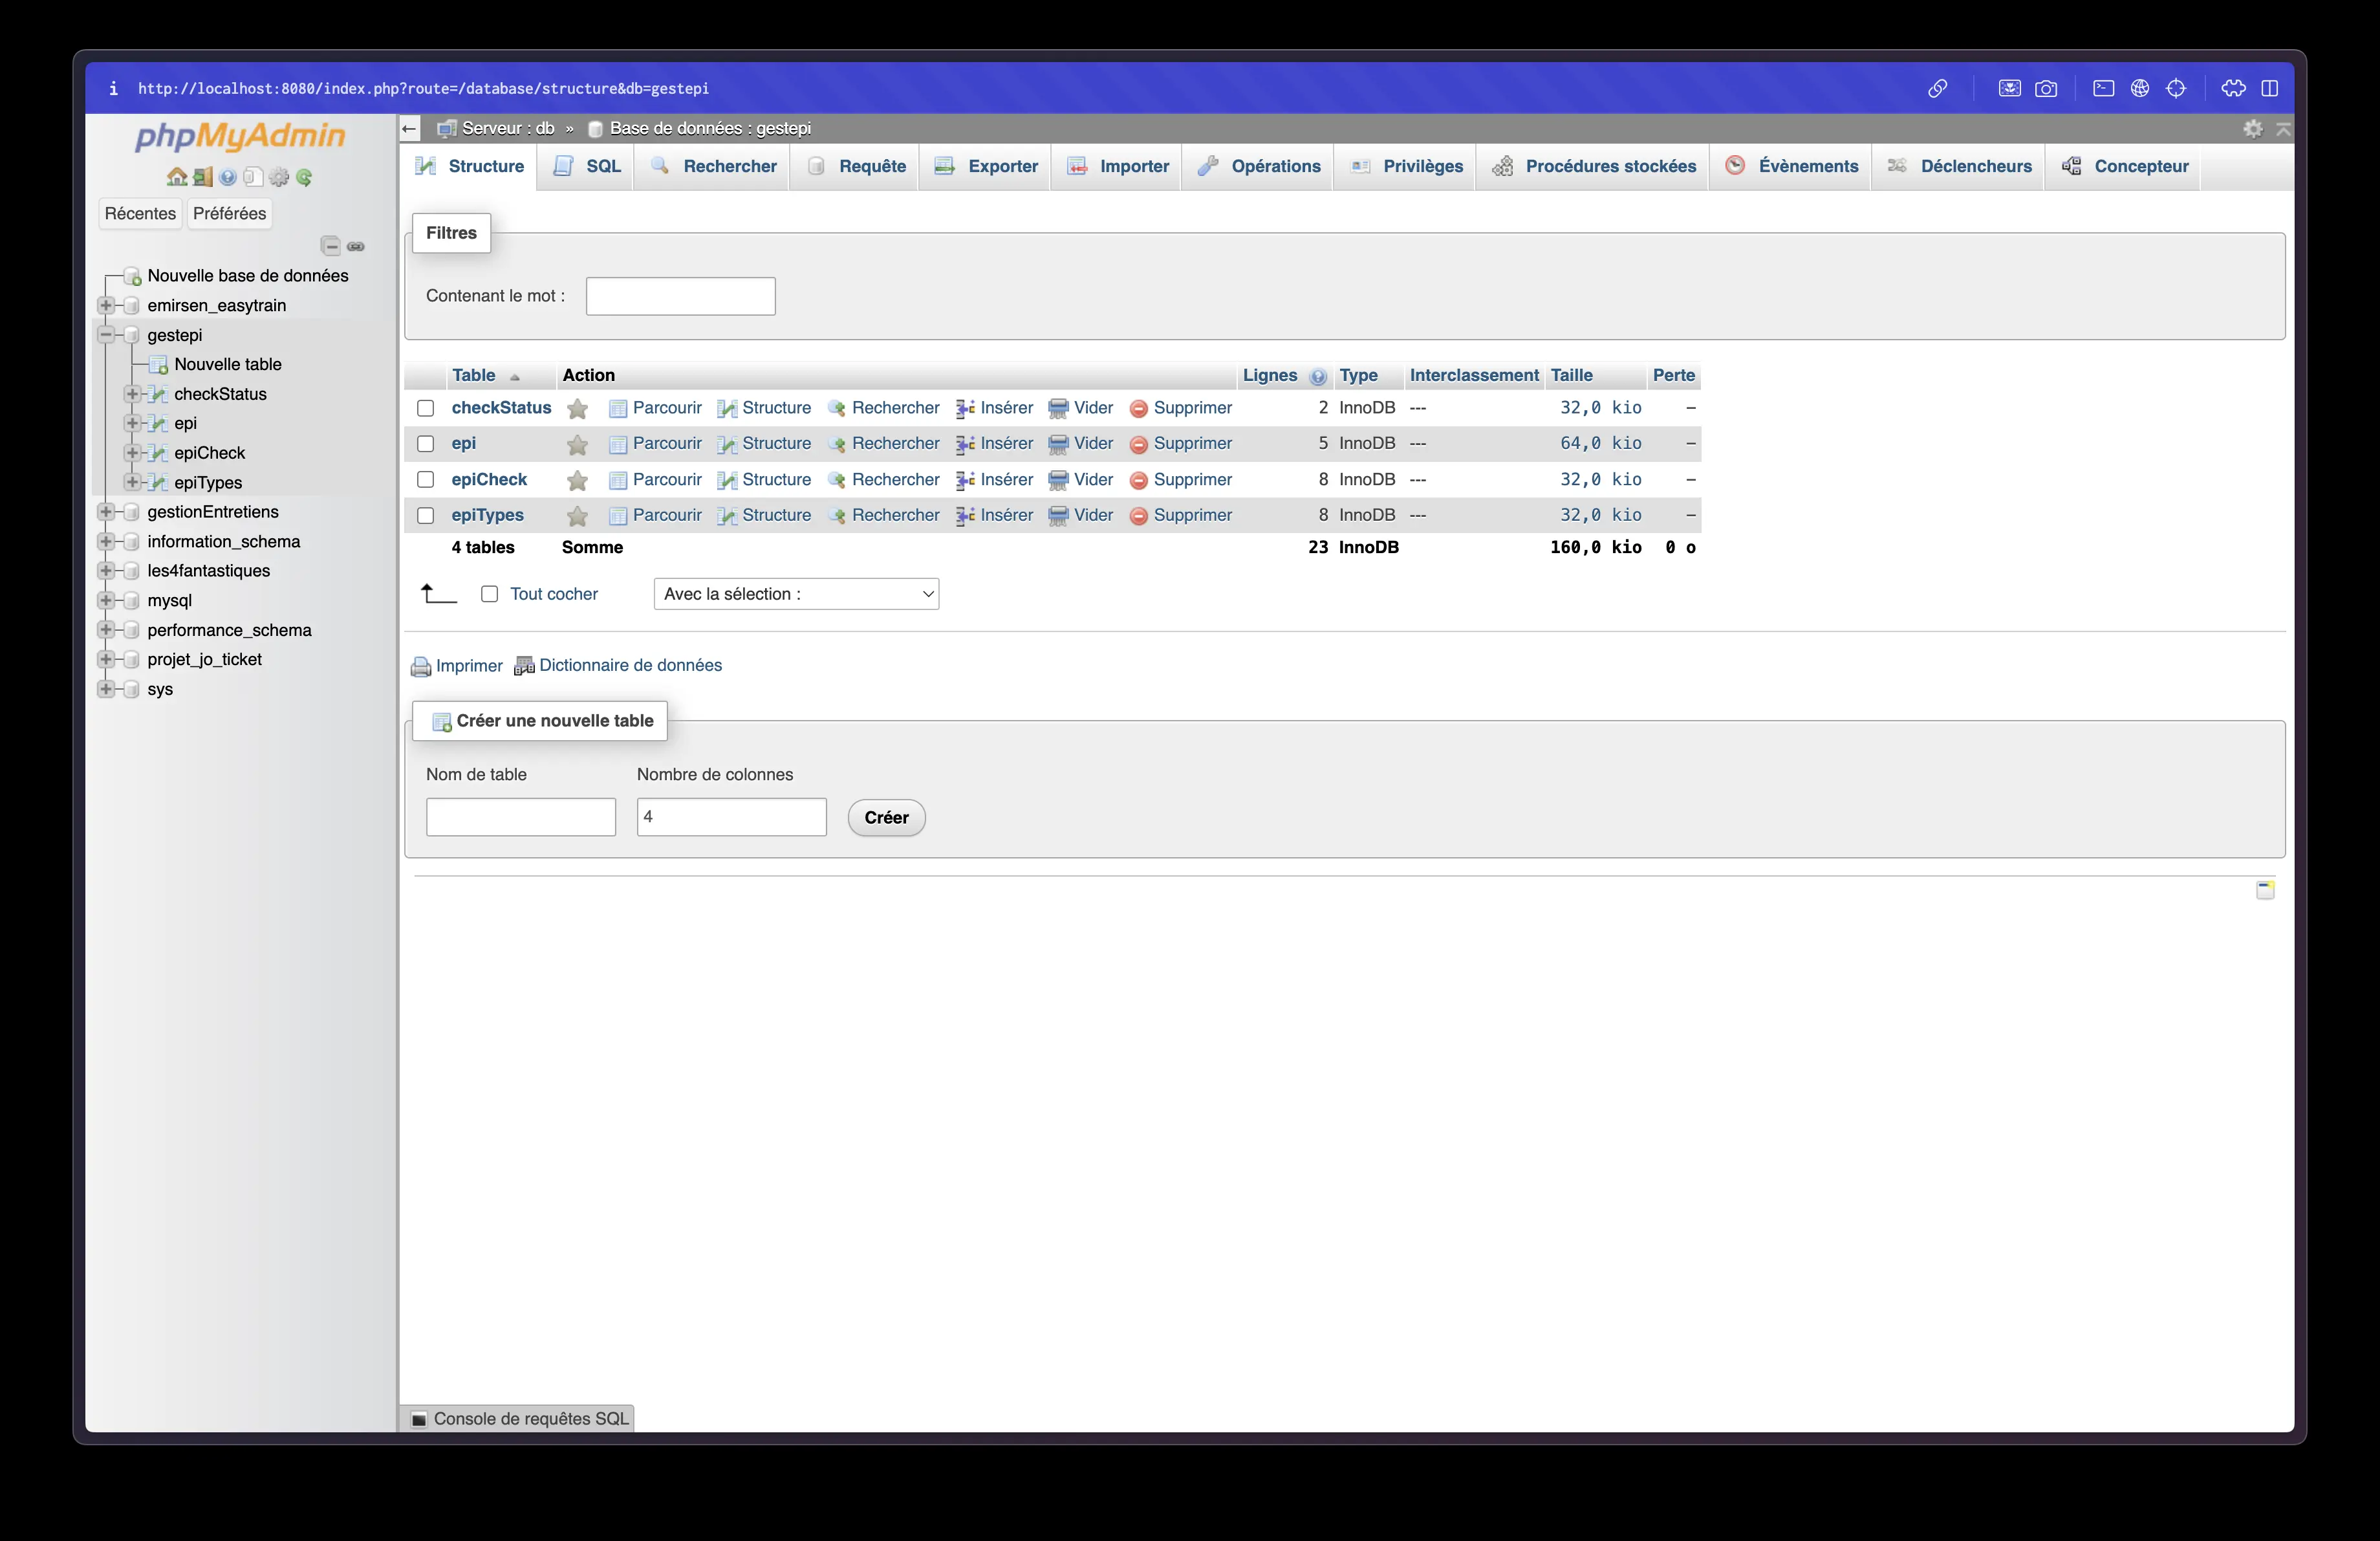 i http://localhost:8080/index.php?route=/database/structure&db=gestepi
phpMyAdmin
Récentes Préférées
Nouvelle base de données
emirsen_easytrain
gestepi
Nouvelle table
checkStatus
epi
epiCheck
epiTypes
gestionEntretiens
information_schema
les4fantastiques
mysql
performance_schema
projet_jo_ticket
sys
Serveur : db » Base de données : gestepi
Structure SQL Rechercher Requête Exporter Importer Opérations Privilèges Procédures stockées Évènements Déclencheurs Concepteur
Filtres
Contenant le mot :
Table Action Lignes Type Interclassement Taille Perte
checkStatus Parcourir Structure Rechercher Insérer Vider Supprimer 2 InnoDB --- 32,0 kio –
epi Parcourir Structure Rechercher Insérer Vider Supprimer 5 InnoDB --- 64,0 kio –
epiCheck Parcourir Structure Rechercher Insérer Vider Supprimer 8 InnoDB --- 32,0 kio –
epiTypes Parcourir Structure Rechercher Insérer Vider Supprimer 8 InnoDB --- 32,0 kio –
4 tables Somme 23 InnoDB 160,0 kio 0 o
Tout cocher Avec la sélection :
Imprimer Dictionnaire de données
Créer une nouvelle table
Nom de table Nombre de colonnes
4 Créer
Console de requêtes SQL